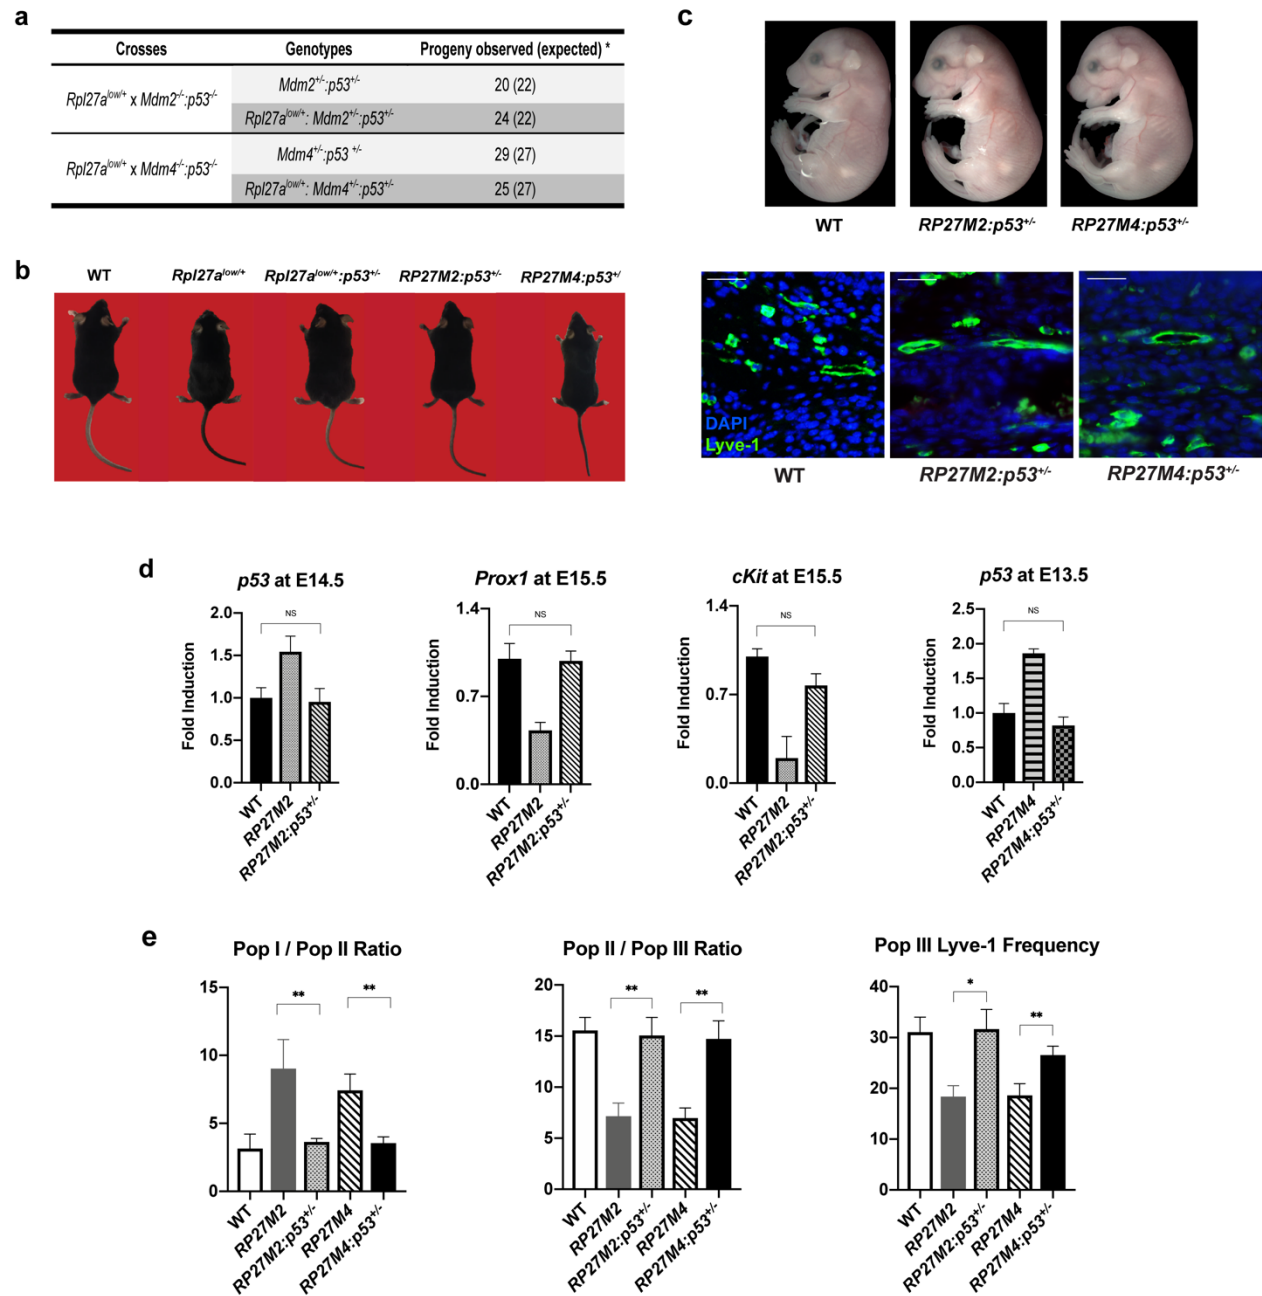 a
Crosses Genotypes Progeny observed (expected) *
Rpl27a^low/+ x Mdm2^-/-:p53^-/- Mdm2^+/-:p53^+/- 20 (22)
Rpl27a^low/+: Mdm2^+/-:p53^+/- 24 (22)
Rpl27a^low/+ x Mdm4^-/-:p53^-/- Mdm4^+/-:p53 ^+/- 29 (27)
Rpl27a^low/+: Mdm4^+/-:p53^+/- 25 (27)
b
WT Rpl27a^low/+ Rpl27a^low/+:p53^+/- RP27M2:p53^+/- RP27M4:p53^+/
c
WT RP27M2:p53^+/- RP27M4:p53^+/-
DAPI
Lyve-1
WT RP27M2:p53^+/- RP27M4:p53^+/-
d
p53 at E14.5
NS
Fold Induction
2.0
1.5
1.0
0.5
0.0
WT
RP27M2
RP27M2:p53^+/-
Prox1 at E15.5
NS
Fold Induction
1.4
0.7
0.0
WT
RP27M2
RP27M2:p53^+/-
cKit at E15.5
NS
Fold Induction
1.4
0.7
0.0
WT
RP27M2
RP27M2:p53^+/-
p53 at E13.5
NS
Fold Induction
2.5
2.0
1.5
1.0
0.5
0.0
WT
RP27M4
RP27M4:p53^+/-
e
Pop I / Pop II Ratio
** **
15
10
5
0
WT
RP27M2
RP27M2:p53^+/-
RP27M4
RP27M4:p53^+/-
Pop II / Pop III Ratio
** **
20
15
10
5
0
WT
RP27M2
RP27M2:p53^+/-
RP27M4
RP27M4:p53^+/-
Pop III Lyve-1 Frequency
* **
40
30
20
10
0
WT
RP27M2
RP27M2:p53^+/-
RP27M4
RP27M4:p53^+/-